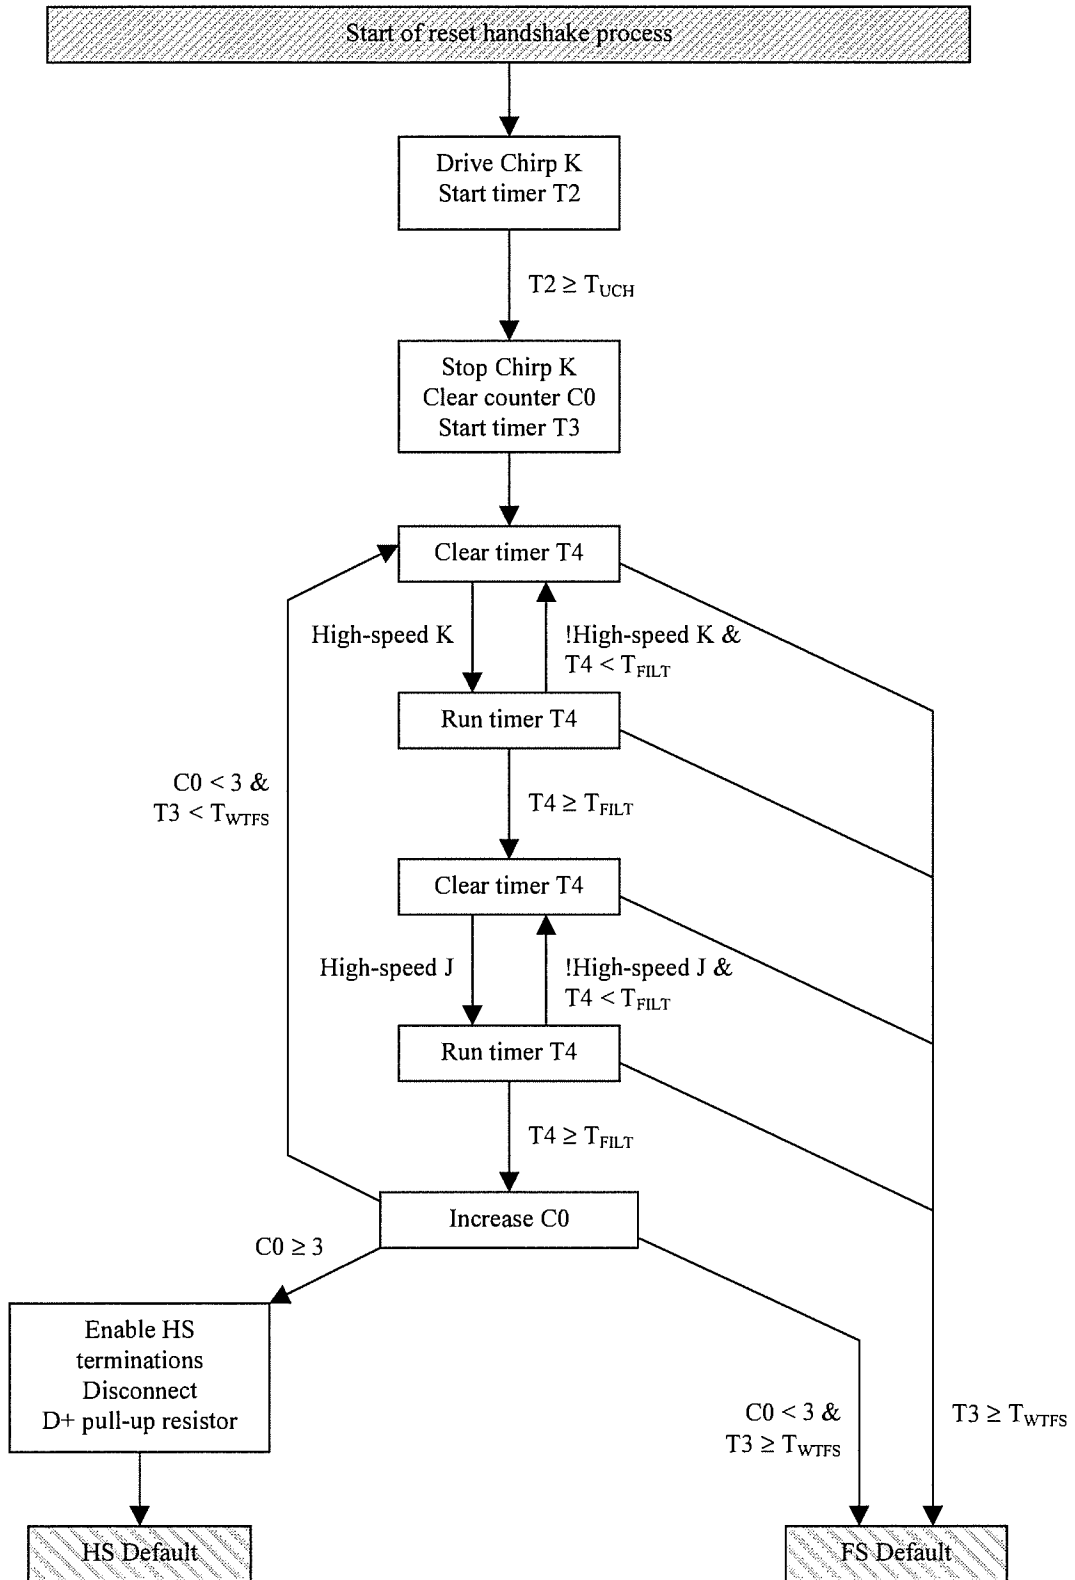 Start of reset handshake process
Drive Chirp K
Start timer T2
T2 ≥ TUCH
Stop Chirp K
Clear counter C0
Start timer T3
Clear timer T4
High-speed K
!High-speed K &
T4 < TFILT
Run timer T4
C0 < 3 &
T3 < TWTFS
T4 ≥ TFILT
Clear timer T4
High-speed J
!High-speed J &
T4 < TFILT
Run timer T4
T4 ≥ TFILT
Increase C0
C0 ≥ 3
Enable HS
terminations
Disconnect
D+ pull-up resistor
C0 < 3 &
T3 ≥ TWTFS
T3 ≥ TWTFS
HS Default
FS Default